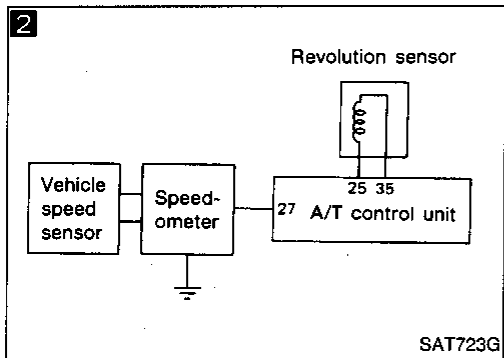 2
Revolution sensor
25 35
Vehicle
speed
sensor
Speed-
ometer
27 A/T control unit
SAT723G